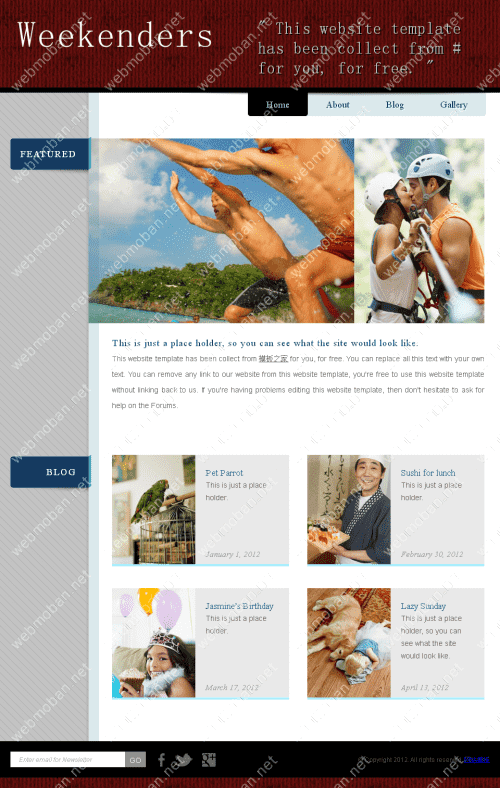 Weekenders
" This website template
has been collect from #
for you, for free. "
Home
About
Blog
Gallery
FEATURED
This is just a place holder, so you can see what the site would look like.
This website template has been collect from 模板之家 for you, for free. You can replace all this text with your own
text. You can remove any link to our website from this website template, you're free to use this website template
without linking back to us. If you're having problems editing this website template, then don't hesitate to ask for
help on the Forums.
BLOG
Pet Parrot
This is just a place
holder.
January 1, 2012
Sushi for lunch
This is just a place
holder.
February 30, 2012
Jasmine's Birthday
This is just a place
holder.
March 17, 2012
Lazy Sunday
This is just a place
holder, so you can
see what the site
would look like.
April 13, 2012
Enter email for Newsletter
GO
Copyright 2012. All rights reserved.
webmoban.net